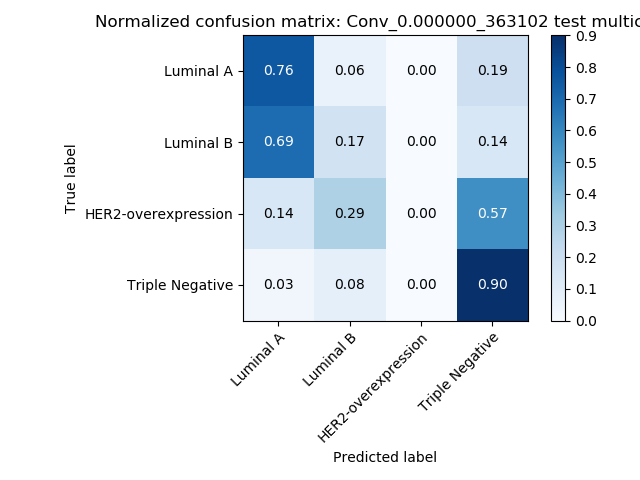 Normalized confusion matrix: Conv_0.000000_363102 test multic
0.9
Luminal A 0.76 0.06 0.00 0.19
0.8
0.7
Luminal B 0.69 0.17 0.00 0.14
0.6
0.5
True label
0.4
HER2-overexpression 0.14 0.29 0.00 0.57
0.3
0.2
Triple Negative 0.03 0.08 0.00 0.90
0.1
0.0
Luminal A
Luminal B
HER2-overexpression
Triple Negative
Predicted label